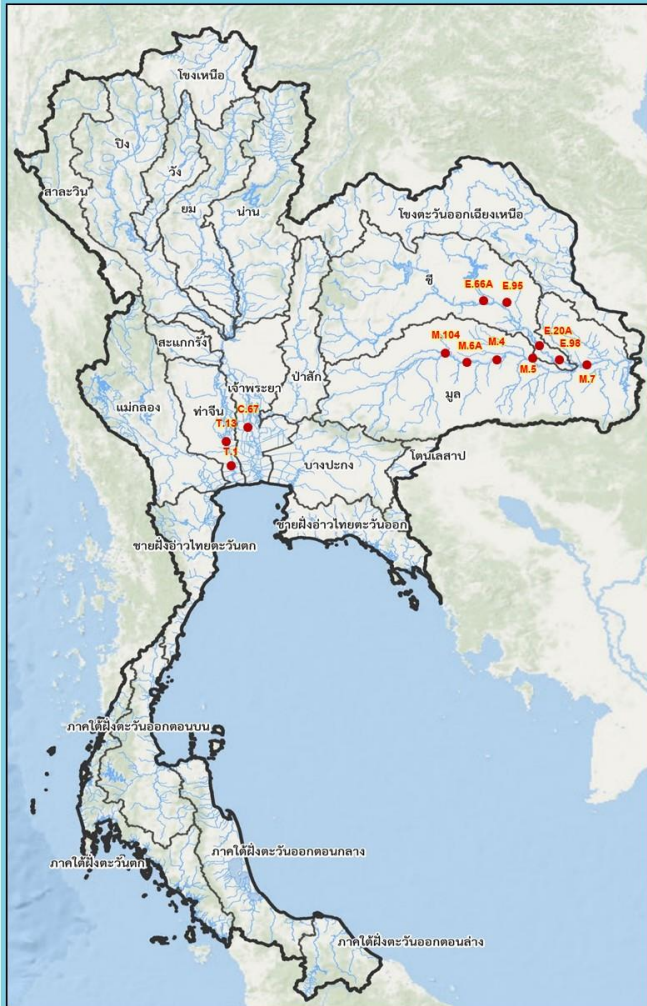 โขงเหนือ
ปิง
วัง
สาละวิน
ยม
น่าน
โขงตะวันออกเฉียงเหนือ
ชี
E.66A
E.95
สะแกกรัง
E.20A
M.104
M.4
E.98
M.6A
M.5
M.7
ป่าสัก
เจ้าพระยา
มูล
แม่กลอง
ท่าจีน
C.67
T.13
T.1
โตนเลสาป
บางปะกง
ชายฝั่งอ่าวไทยตะวันออก
ชายฝั่งอ่าวไทยตะวันตก
ภาคใต้ฝั่งตะวันออกตอนบน
ภาคใต้ฝั่งตะวันออกตอนกลาง
ภาคใต้ฝั่งตะวันตก
ภาคใต้ฝั่งตะวันออกตอนล่าง